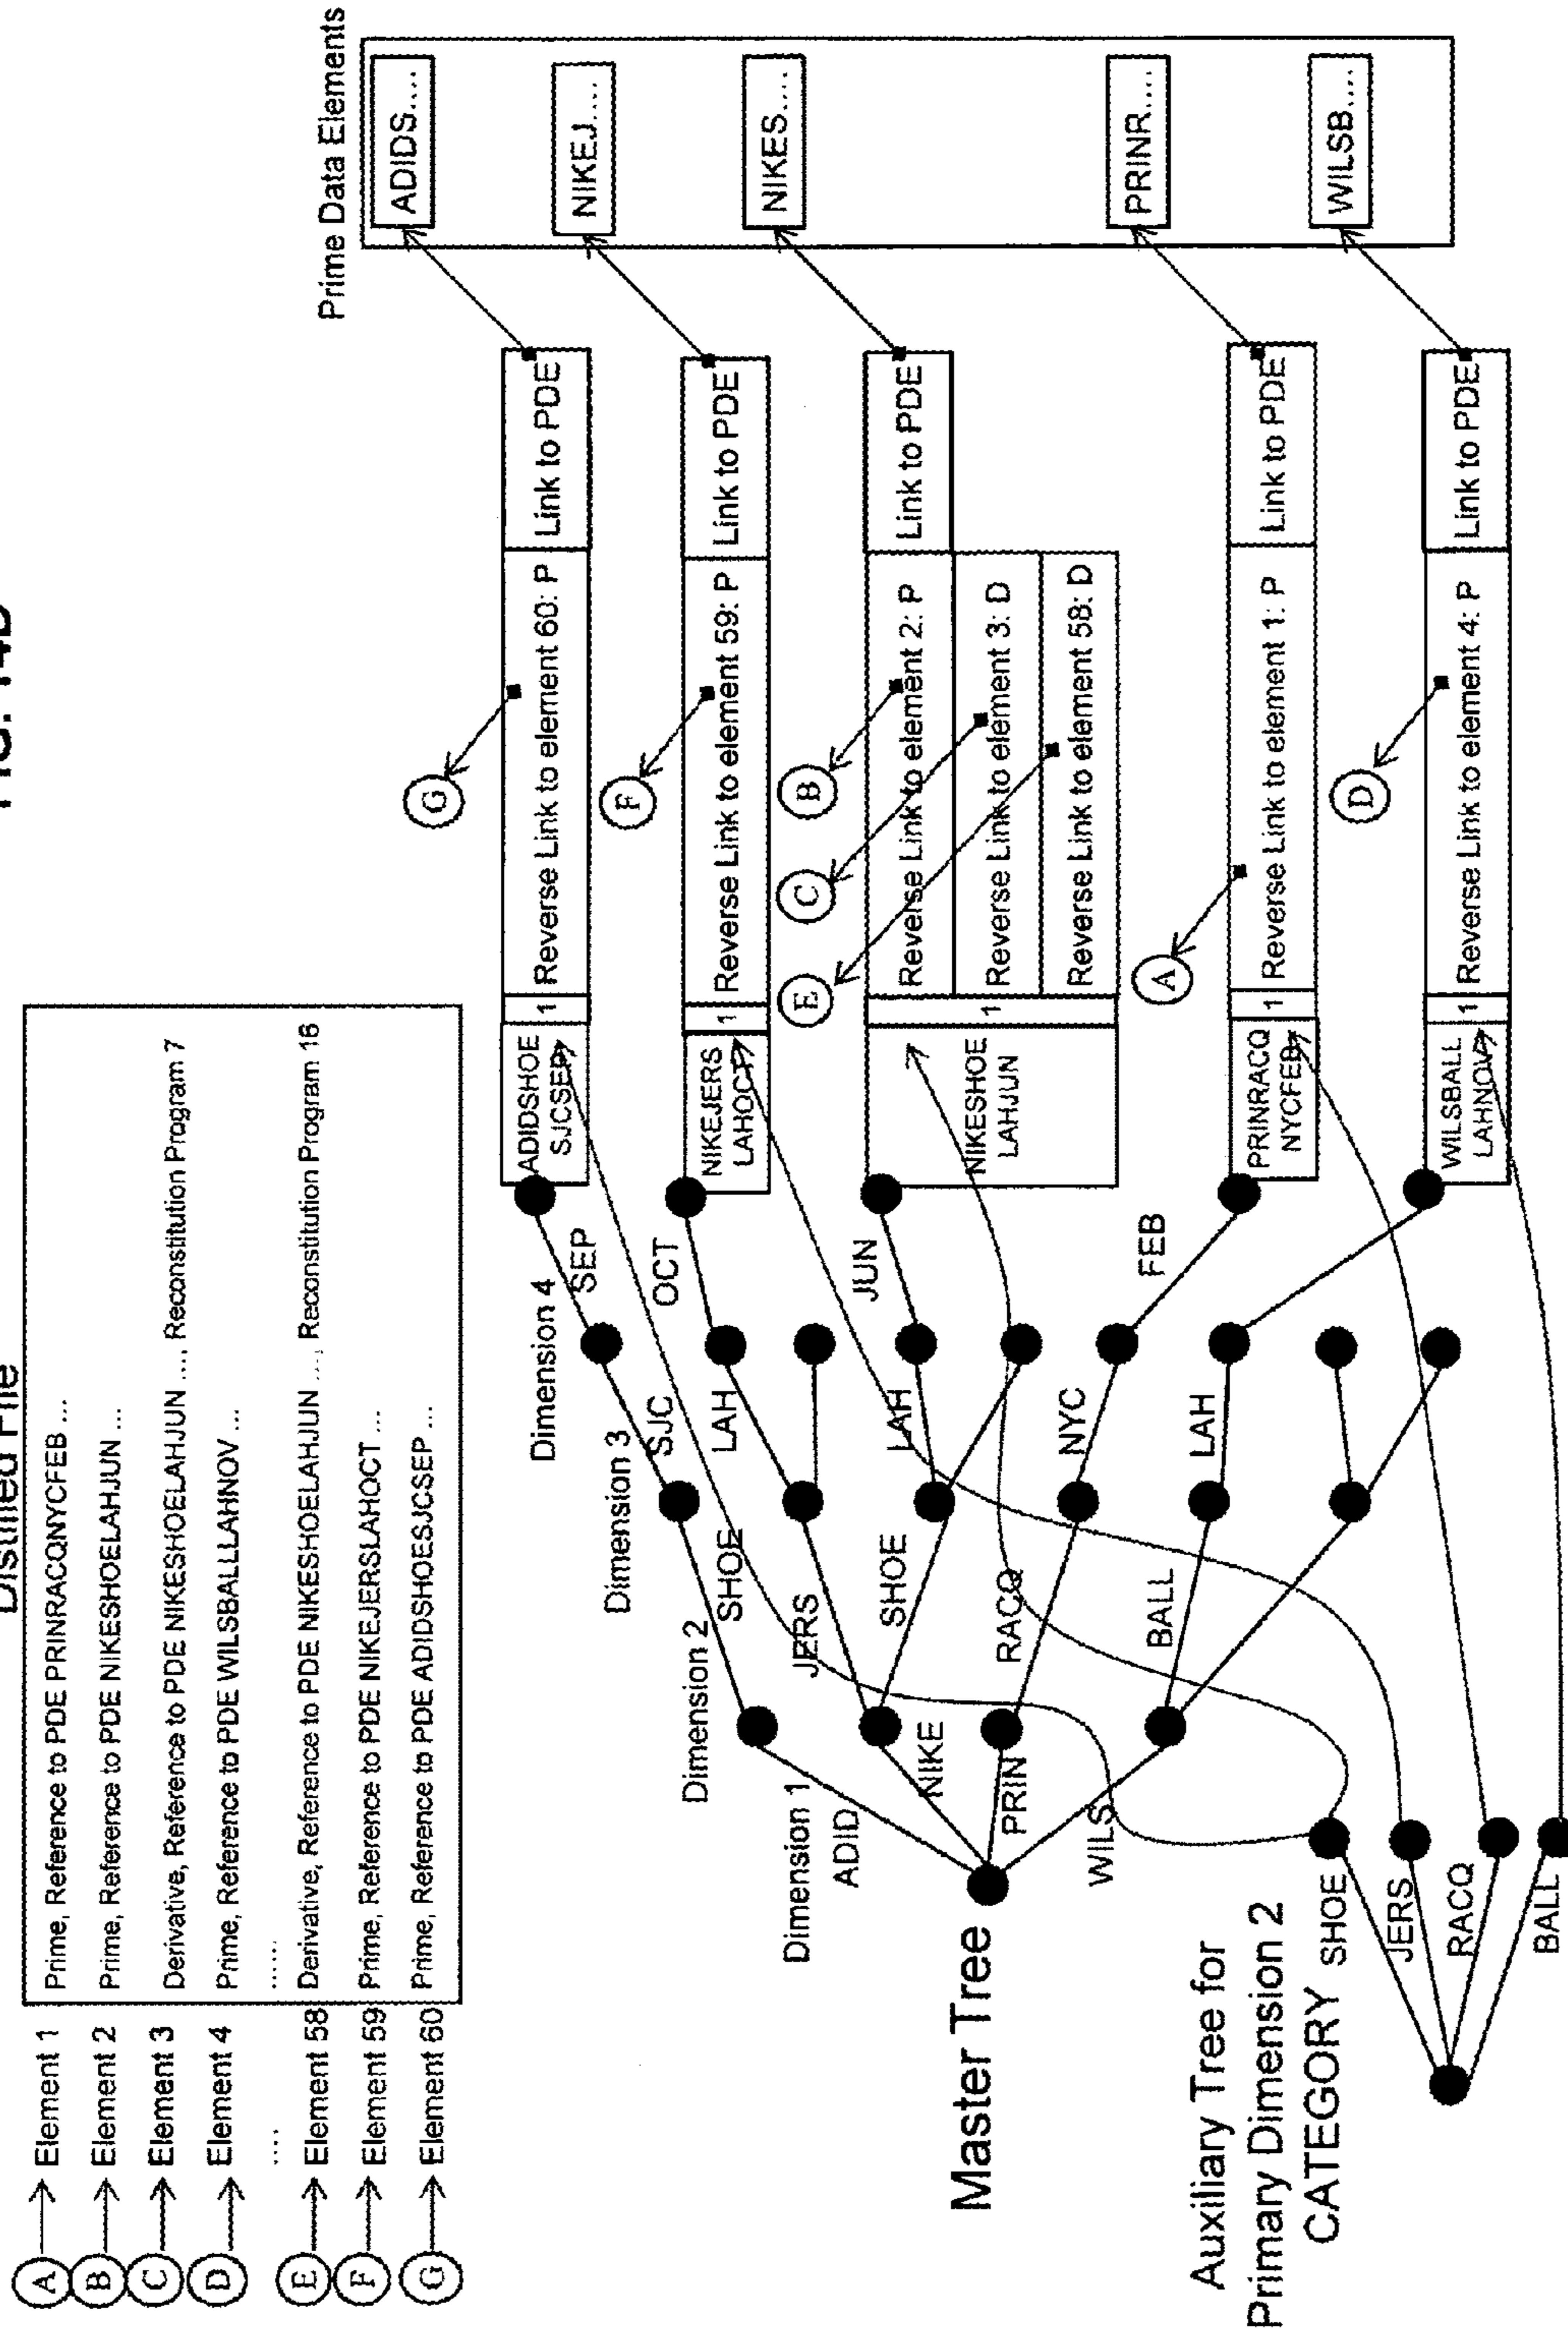 Distilled File
A Element 1 Prime, Reference to PDE PRINRACQNYCFEB ...
B Element 2 Prime, Reference to PDE NIKESHOELAHJUN ...
C Element 3 Derivative, Reference to PDE NIKESHOELAHJUN ..., Reconstitution Program 7
D Element 4 Prime, Reference to PDE WILSBALLLAHNOV ...
.... ......
E Element 58 Derivative, Reference to PDE NIKESHOELAHJUN ..., Reconstitution Program 16
F Element 59 Prime, Reference to PDE NIKEJERSLAHOCT ...
G Element 60 Prime, Reference to PDE ADIDSHOESJCSEP ...
Prime Data Elements
ADIDS....
NIKEJ....
NIKES....
PRINR....
WILSB....
G
ADIDSHOE
SJCSEP
1
Reverse Link to element 60: P
Link to PDE
F
NIKEJERS
LAHOCT
1
Reverse Link to element 59: P
Link to PDE
E C B
NIKESHOE
LAHJUN
1
Reverse Link to element 2: P
Link to PDE
Reverse Link to element 3: D
Reverse Link to element 58: D
A
PRINRACQ
NYCFEB
1
Reverse Link to element 1: P
Link to PDE
D
WILSBALL
LAHNOV
1
Reverse Link to element 4: P
Link to PDE
Dimension 1
Dimension 2
Dimension 3
Dimension 4
Master Tree
ADID
SHOE
SJC
SEP
NIKE
JERS
LAH
OCT
SHOE
LAH
JUN
PRIN
RACQ
NYC
FEB
WILS
BALL
LAH
Auxiliary Tree for
Primary Dimension 2
CATEGORY
SHOE
JERS
RACQ
BALL